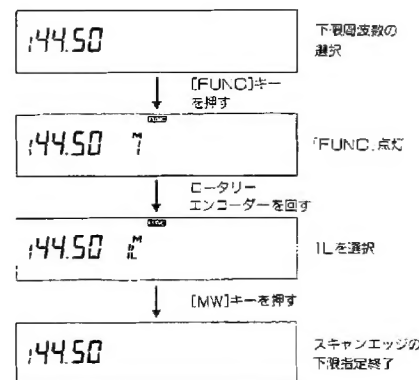 144.50
下限周波数の
選択
[FUNC]キー
を押す
FUNC
144.50 M 1
「FUNC」点灯
ロータリー
エンコーダーを回す
FUNC
144.50 M 1L
1Lを選択
[MW]キーを押す
144.50
スキャンエッジの
下限指定終了